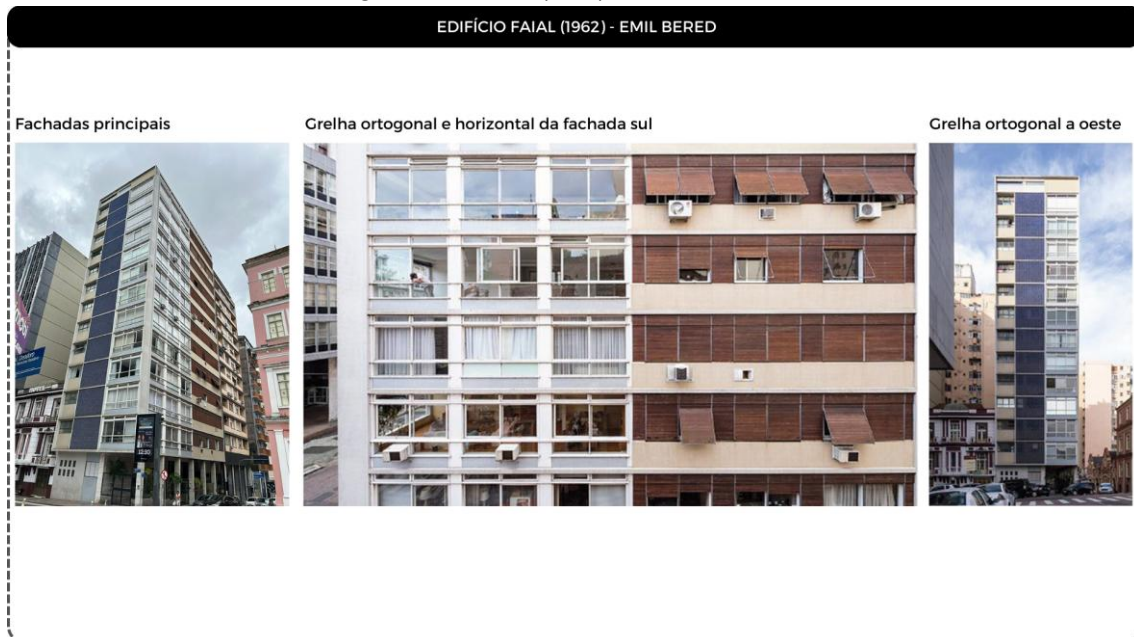 EDIFÍCIO FAIAL (1962) - EMIL BERED
Fachadas principais
Grelha ortogonal e horizontal da fachada sul
Grelha ortogonal a oeste